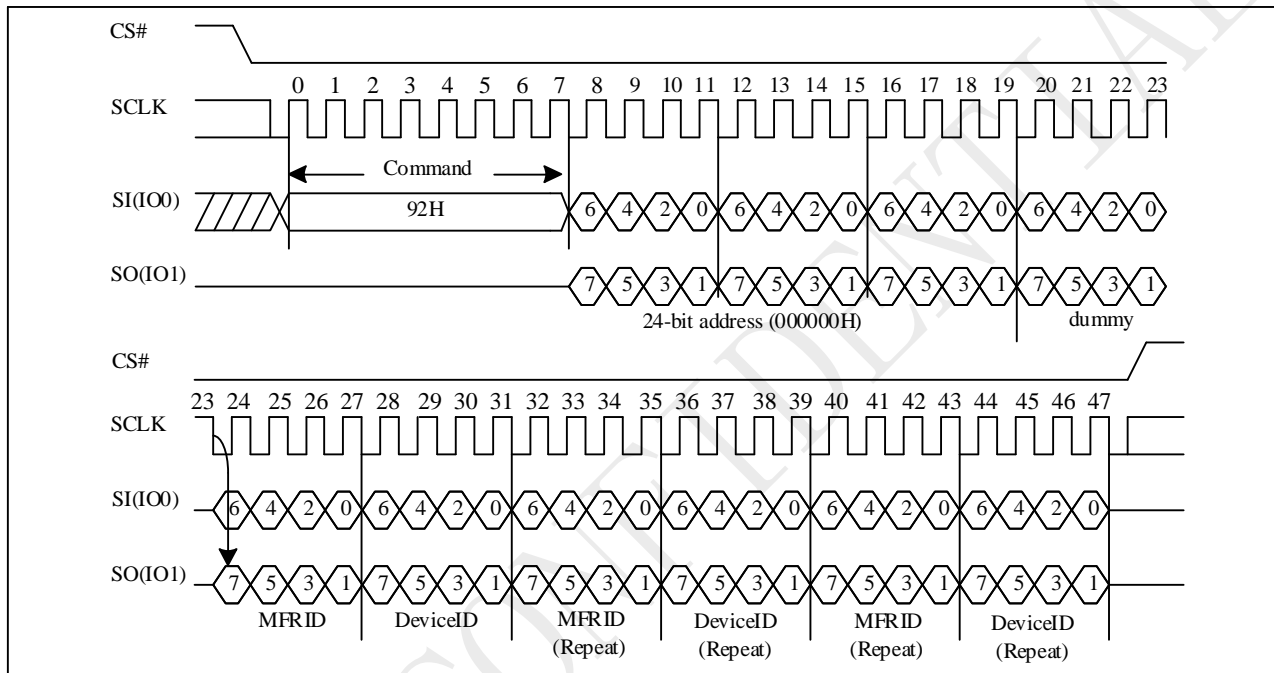 CS#
0 1 2 3 4 5 6 7 8 9 10 11 12 13 14 15 16 17 18 19 20 21 22 23
SCLK
Command
SI(IO0)
92H 6 4 2 0 6 4 2 0 6 4 2 0 6 4 2 0
SO(IO1)
7 5 3 1 7 5 3 1 7 5 3 1 7 5 3 1
24-bit address (000000H) dummy
CS#
23 24 25 26 27 28 29 30 31 32 33 34 35 36 37 38 39 40 41 42 43 44 45 46 47
SCLK
SI(IO0)
6 4 2 0 6 4 2 0 6 4 2 0 6 4 2 0 6 4 2 0 6 4 2 0
SO(IO1)
7 5 3 1 7 5 3 1 7 5 3 1 7 5 3 1 7 5 3 1 7 5 3 1
MFRID DeviceID MFRID DeviceID MFRID DeviceID
(Repeat) (Repeat) (Repeat) (Repeat)
CONFIDENTIAL